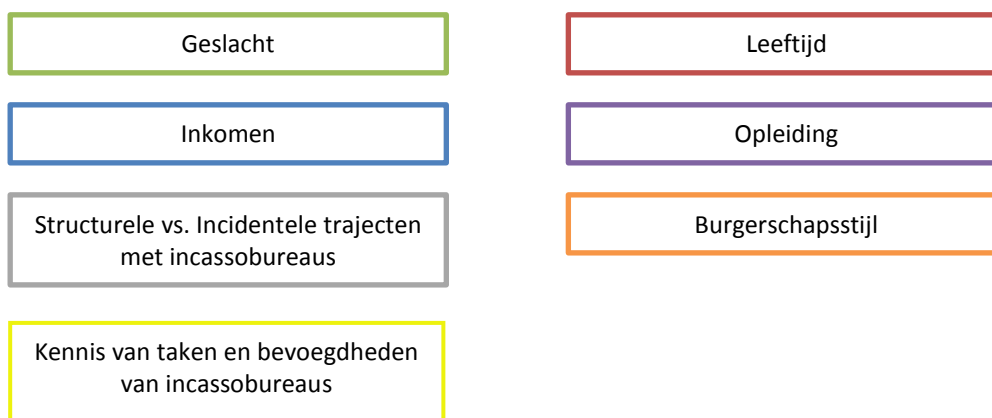 Geslacht
Leeftijd
Inkomen
Opleiding
Structurele vs. Incidentele trajecten
met incassobureaus
Burgerschapsstijl
Kennis van taken en bevoegdheden
van incassobureaus